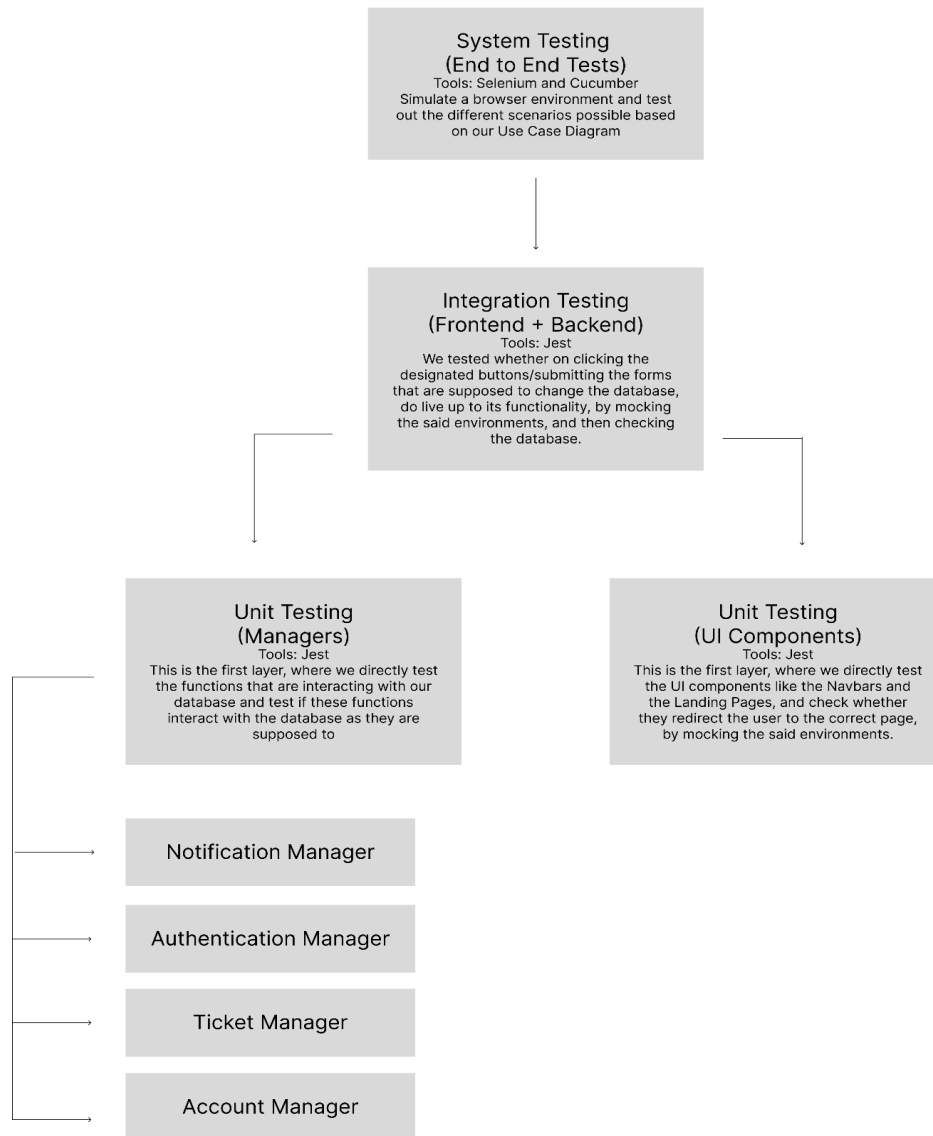 System Testing
(End to End Tests)
Tools: Selenium and Cucumber
Simulate a browser environment and test
out the different scenarios possible based
on our Use Case Diagram
Integration Testing
(Frontend + Backend)
Tools: Jest
We tested whether on clicking the
designated buttons/submitting the forms
that are supposed to change the database,
do live up to its functionality, by mocking
the said environments, and then checking
the database.
Unit Testing
(Managers)
Tools: Jest
This is the first layer, where we directly test
the functions that are interacting with our
database and test if these functions
interact with the database as they are
supposed to
Unit Testing
(UI Components)
Tools: Jest
This is the first layer, where we directly test
the UI components like the Navbars and
the Landing Pages, and check whether
they redirect the user to the correct page,
by mocking the said environments.
Notification Manager
Authentication Manager
Ticket Manager
Account Manager